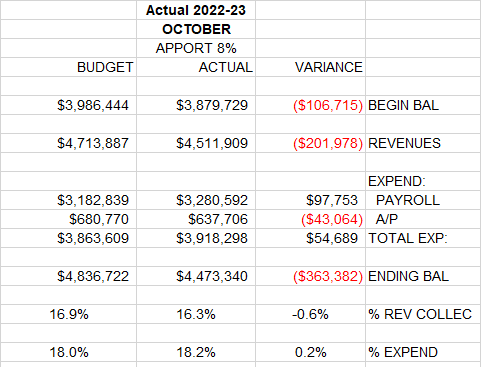 Actual 2022-23
OCTOBER
APPORT 8%
BUDGET ACTUAL VARIANCE
$3,986,444 $3,879,729 ($106,715) BEGIN BAL
$4,713,887 $4,511,909 ($201,978) REVENUES
EXPEND:
$3,182,839 $3,280,592 $97,753 PAYROLL
$680,770 $637,706 ($43,064) A/P
$3,863,609 $3,918,298 $54,689 TOTAL EXP:
$4,836,722 $4,473,340 ($363,382) ENDING BAL
16.9% 16.3% -0.6% % REV COLLEC
18.0% 18.2% 0.2% % EXPEND